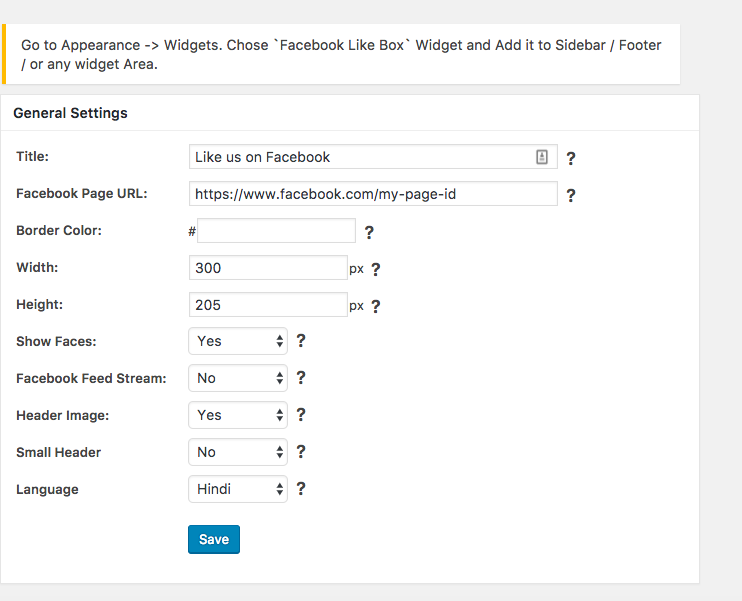 Go to Appearance -> Widgets. Chose `Facebook Like Box` Widget and Add it to Sidebar / Footer
/ or any widget Area.
General Settings
Title: Like us on Facebook ?
Facebook Page URL: https://www.facebook.com/my-page-id ?
Border Color: # ?
Width: 300 px ?
Height: 205 px ?
Show Faces: Yes ?
Facebook Feed Stream: No ?
Header Image: Yes ?
Small Header No ?
Language Hindi ?
Save